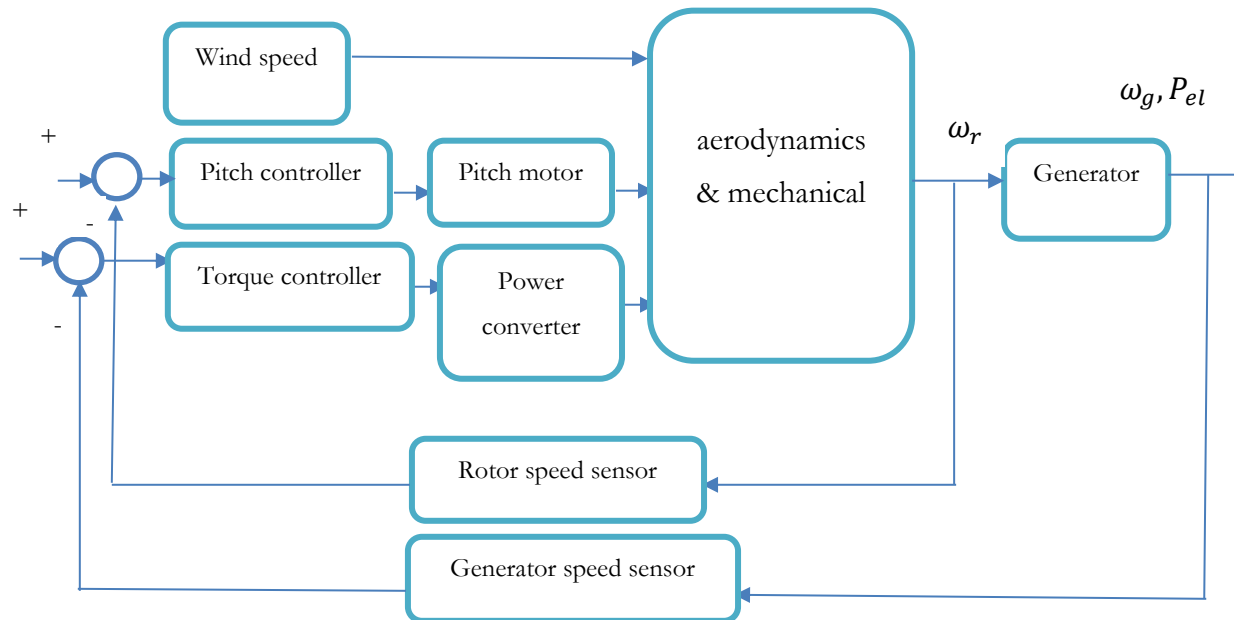 Wind speed
ω_g, P_el
+
Pitch controller
Pitch motor
aerodynamics
& mechanical
ω_r
Generator
+
-
Torque controller
Power
converter
-
Rotor speed sensor
Generator speed sensor